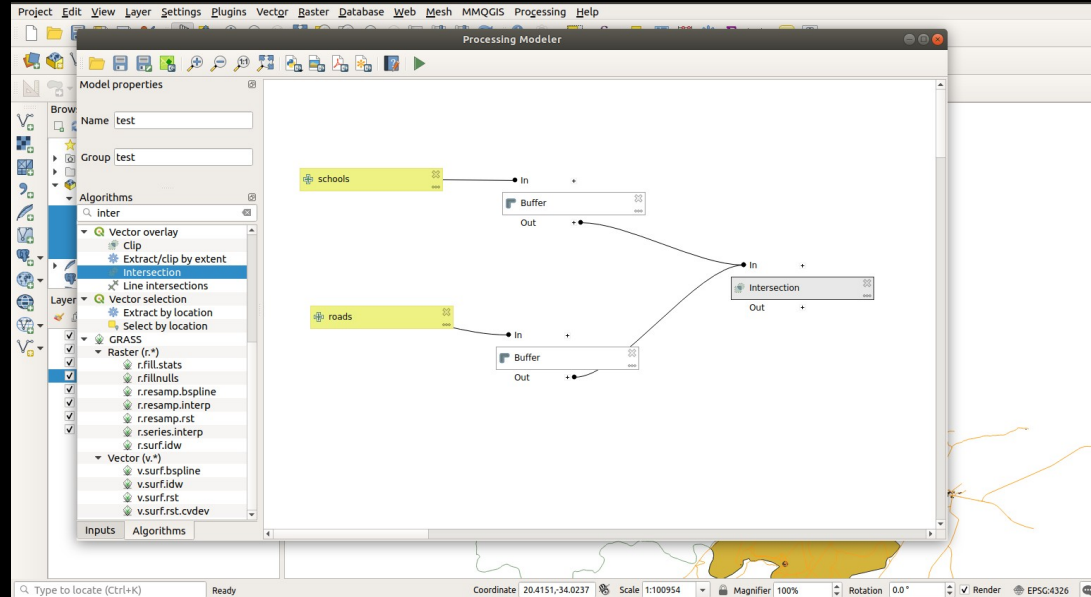 Project Edit View Layer Settings Plugins Vector Raster Database Web Mesh MMQGIS Processing Help
Processing Modeler
Model properties
Name test
Group test
Algorithms
inter
Vector overlay
Clip
Extract/clip by extent
Intersection
Line intersections
Vector selection
Extract by location
Select by location
GRASS
Raster (r.*)
r.fill.stats
r.fillnulls
r.resamp.bspline
r.resamp.interp
r.resamp.rst
r.series.interp
r.surf.idw
Vector (v.*)
v.surf.bspline
v.surf.idw
v.surf.rst
v.surf.rst.cvdev
Inputs Algorithms
Brow
Layer
schools
In
Buffer
Out
In
Intersection
Out
roads
In
Buffer
Out
Type to locate (Ctrl+K) Ready Coordinate 20.4151,-34.0237 Scale 1:100954 Magnifier 100% Rotation 0.0° Render EPSG:4326